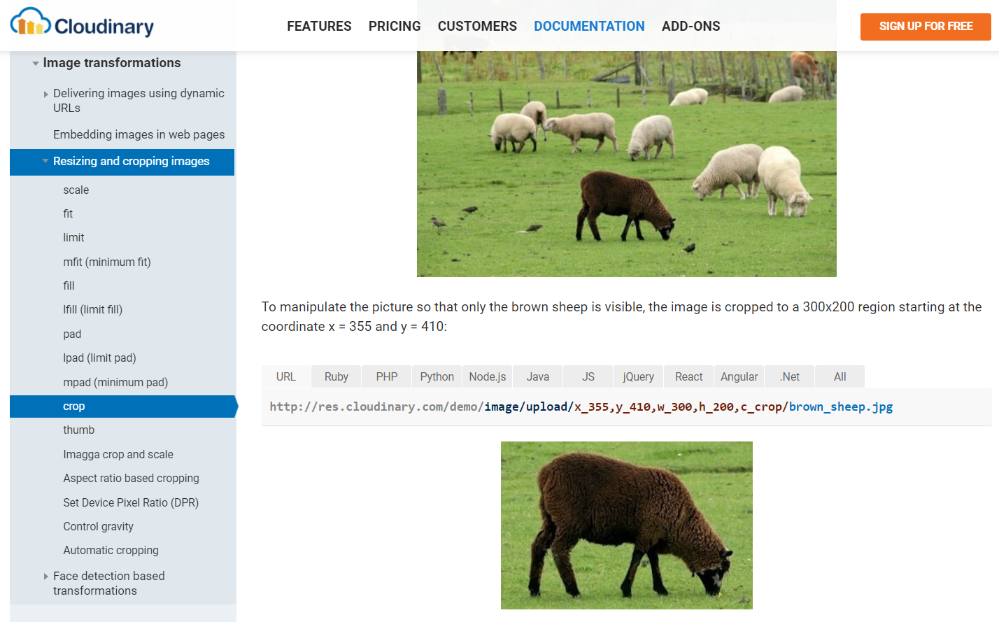 Cloudinary
FEATURES PRICING CUSTOMERS DOCUMENTATION ADD-ONS
SIGN UP FOR FREE
Image transformations
Delivering images using dynamic
URLs
Embedding images in web pages
Resizing and cropping images
scale
fit
limit
mfit (minimum fit)
fill
lfill (limit fill)
pad
lpad (limit pad)
mpad (minimum pad)
crop
thumb
Imagga crop and scale
Aspect ratio based cropping
Set Device Pixel Ratio (DPR)
Control gravity
Automatic cropping
Face detection based
transformations
To manipulate the picture so that only the brown sheep is visible, the image is cropped to a 300x200 region starting at the
coordinate x = 355 and y = 410:
URL Ruby PHP Python Node.js Java JS jQuery React Angular .Net All
http://res.cloudinary.com/demo/image/upload/x_355,y_410,w_300,h_200,c_crop/brown_sheep.jpg